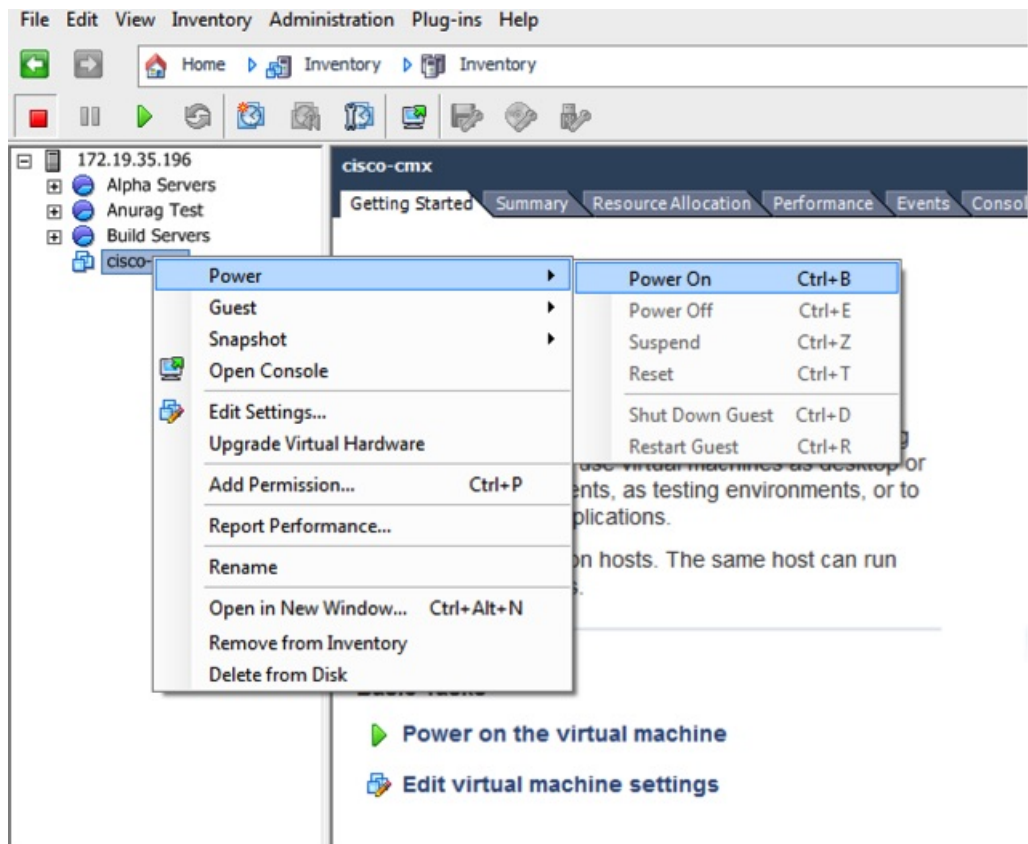 File Edit View Inventory Administration Plug-ins Help
Home Inventory Inventory
172.19.35.196
Alpha Servers
Anurag Test
Build Servers
cisco-
cisco-cmx
Getting Started Summary Resource Allocation Performance Events Consol
Power
Guest
Snapshot
Open Console
Edit Settings...
Upgrade Virtual Hardware
Add Permission... Ctrl+P
Report Performance...
Rename
Open in New Window... Ctrl+Alt+N
Remove from Inventory
Delete from Disk
Power On Ctrl+B
Power Off Ctrl+E
Suspend Ctrl+Z
Reset Ctrl+T
Shut Down Guest Ctrl+D
Restart Guest Ctrl+R
use virtual machines as desktop or
ents, as testing environments, or to
plications.
on hosts. The same host can run
Basic Tasks
Power on the virtual machine
Edit virtual machine settings